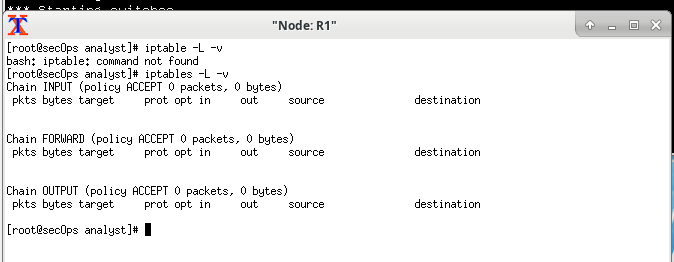 *** Starting switches
"Node: R1"
[root@secOps analyst]# iptable -L -v
bash: iptable: command not found
[root@secOps analyst]# iptables -L -v
Chain INPUT (policy ACCEPT 0 packets, 0 bytes)
 pkts bytes target     prot opt in     out     source               destination
Chain FORWARD (policy ACCEPT 0 packets, 0 bytes)
 pkts bytes target     prot opt in     out     source               destination
Chain OUTPUT (policy ACCEPT 0 packets, 0 bytes)
 pkts bytes target     prot opt in     out     source               destination
[root@secOps analyst]#